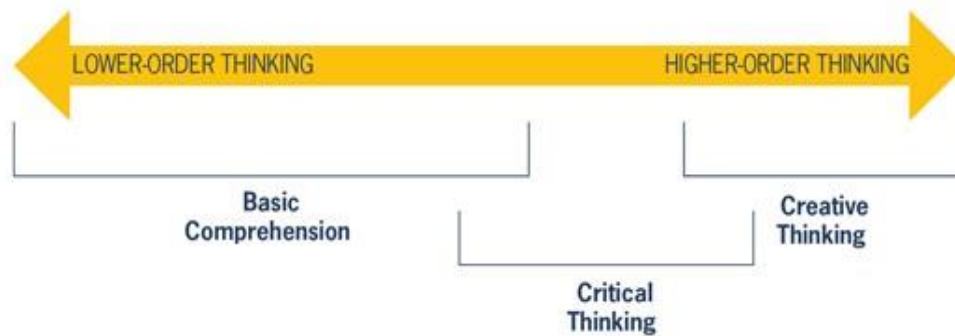 LOWER-ORDER THINKING
HIGHER-ORDER THINKING
Basic
Comprehension
Critical
Thinking
Creative
Thinking